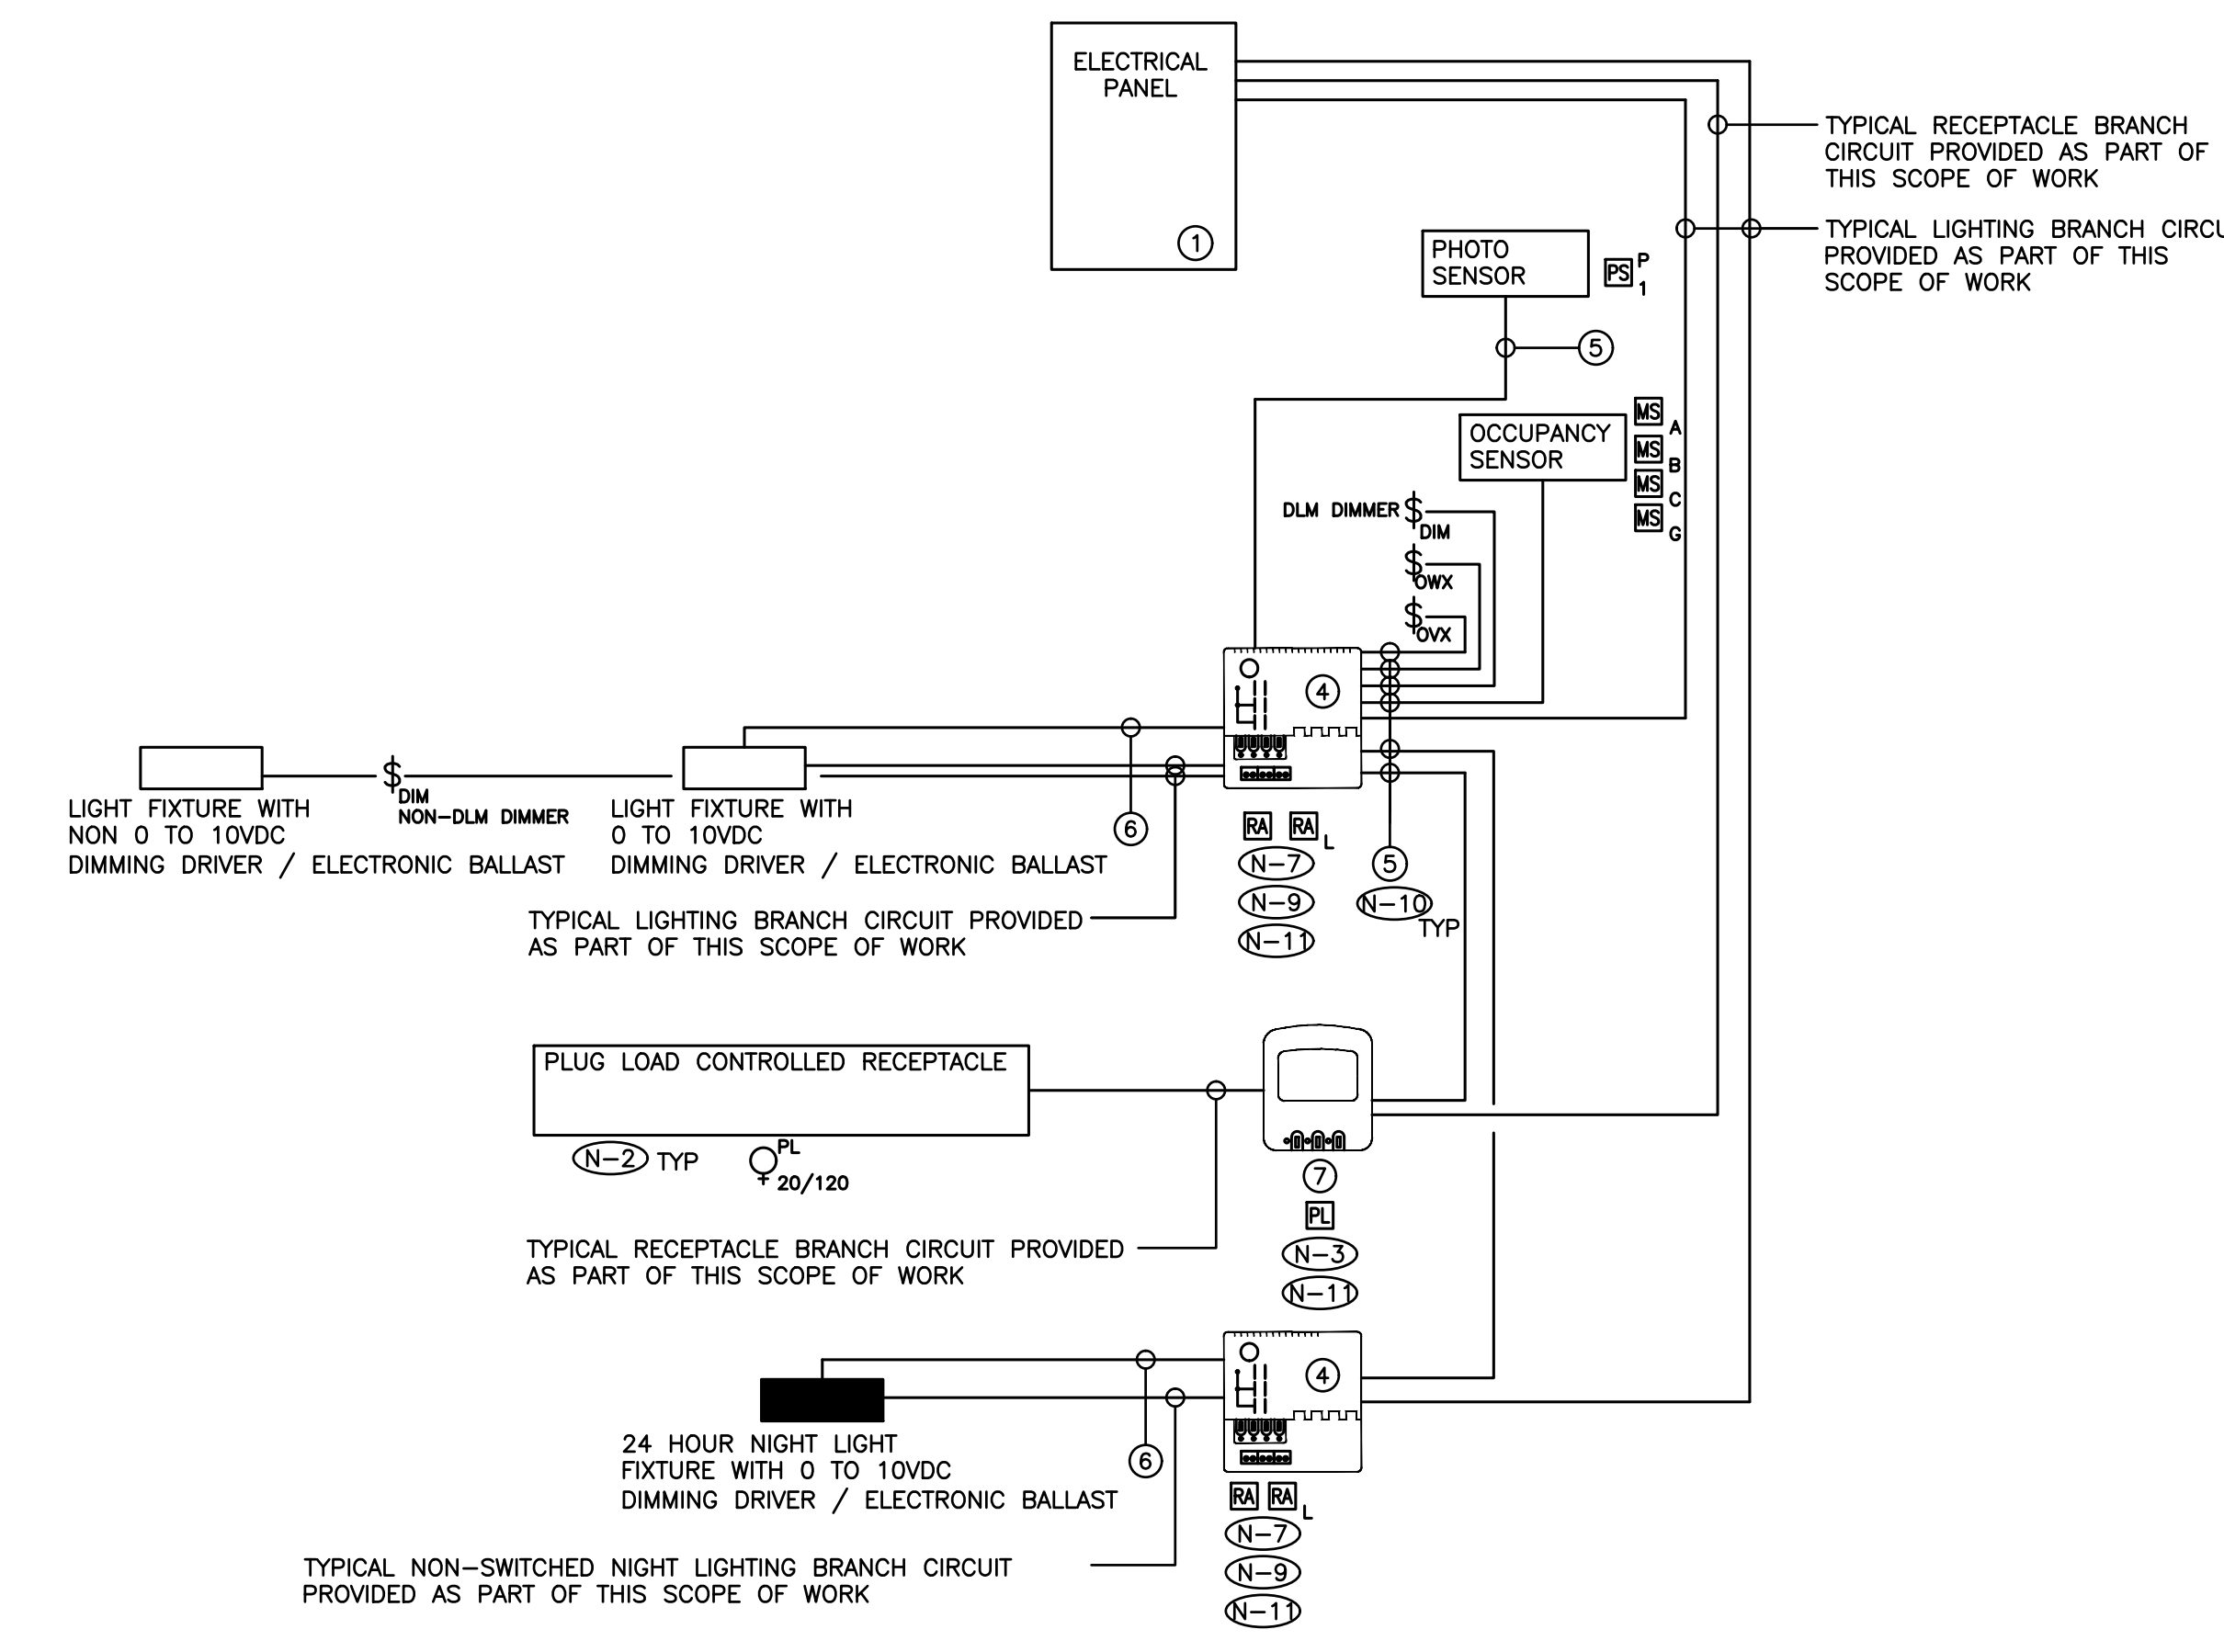 ELECTRICAL
PANEL
1
TYPICAL RECEPTACLE BRANCH
CIRCUIT PROVIDED AS PART OF
THIS SCOPE OF WORK
TYPICAL LIGHTING BRANCH
PROVIDED AS PART OF THIS
SCOPE OF WORK
PHOTO
SENSOR
PS P
1
5
OCCUPANCY
SENSOR
MS A
MS B
MS C
MS G
DLM DIMMER $
DIM
$
OWX
$
OVX
4
$
DIM
NON-DLM DIMMER
LIGHT FIXTURE WITH
NON 0 TO 10VDC
DIMMING DRIVER / ELECTRONIC BALLAST
LIGHT FIXTURE WITH
0 TO 10VDC
DIMMING DRIVER / ELECTRONIC BALLAST
6
RA RA L
N-7
N-9
N-11
5
N-10
TYP
TYPICAL LIGHTING BRANCH CIRCUIT PROVIDED
AS PART OF THIS SCOPE OF WORK
PLUG LOAD CONTROLLED RECEPTACLE
N-2 TYP
PL
20/120
7
PL
N-3
N-11
TYPICAL RECEPTACLE BRANCH CIRCUIT PROVIDED
AS PART OF THIS SCOPE OF WORK
4
24 HOUR NIGHT LIGHT
FIXTURE WITH 0 TO 10VDC
DIMMING DRIVER / ELECTRONIC BALLAST
6
RA RA L
N-7
N-9
N-11
TYPICAL NON-SWITCHED NIGHT LIGHTING BRANCH CIRCUIT
PROVIDED AS PART OF THIS SCOPE OF WORK